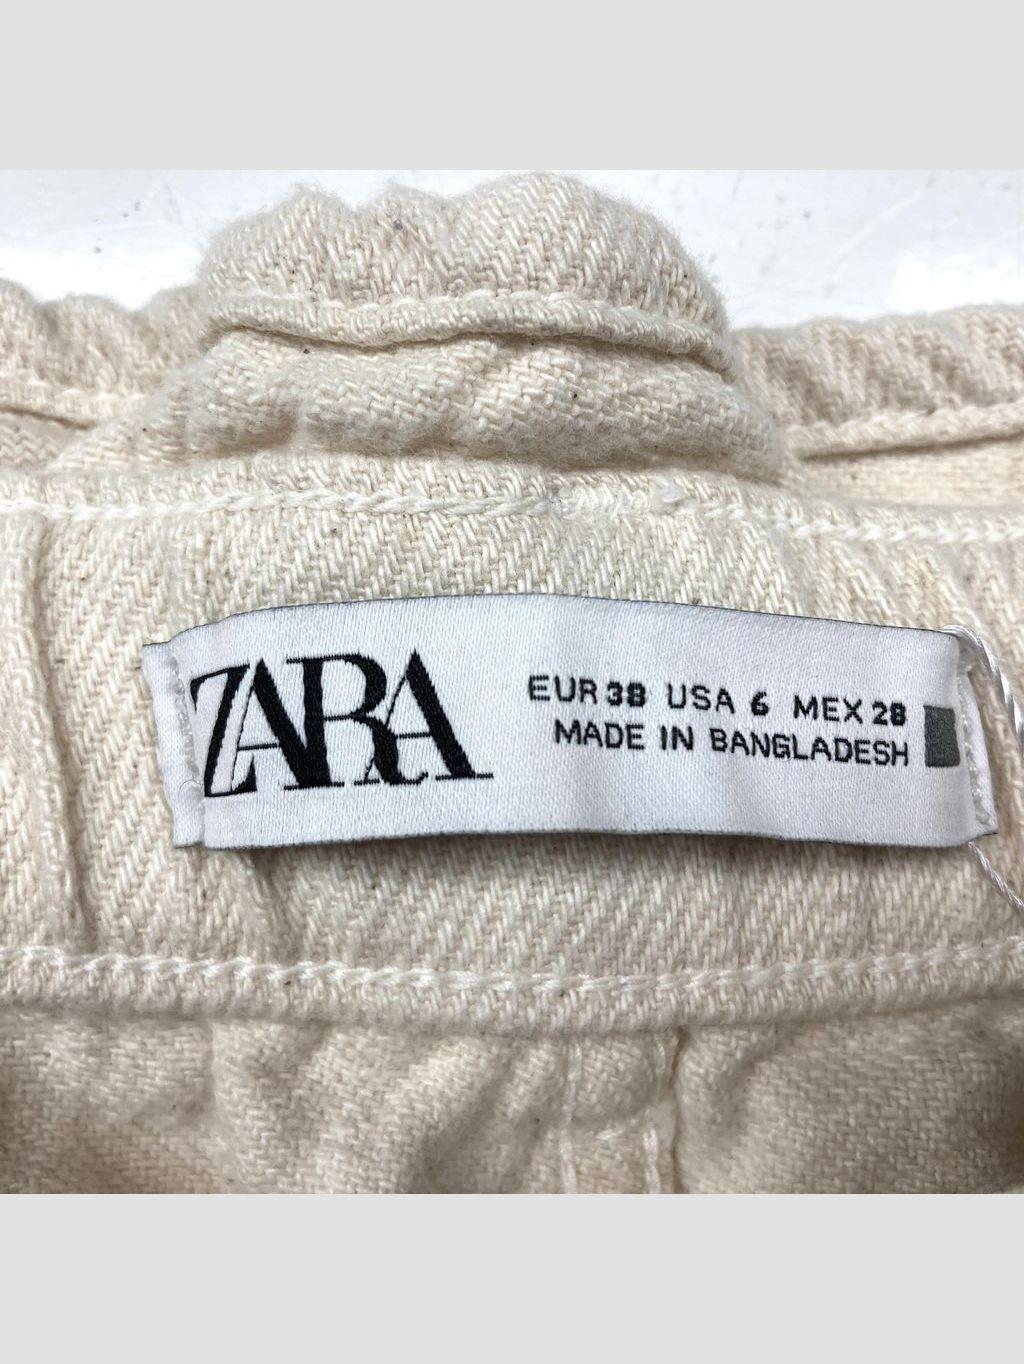 ZARA
EUR 38 USA 6 MEX 28
MADE IN BANGLADESH